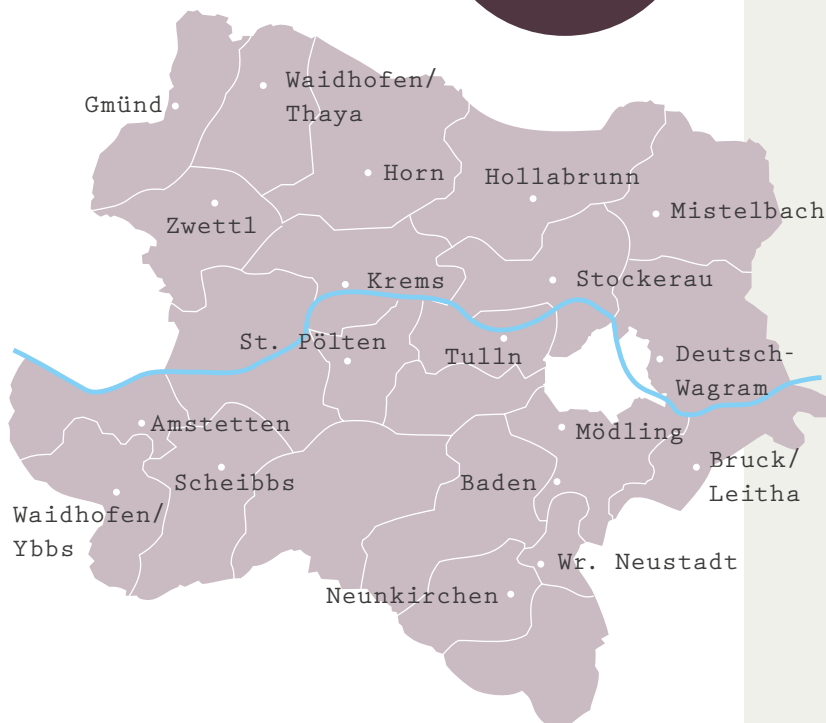 Waidhofen/
Thaya
Gmünd
Horn
Hollabrunn
Zwettl
Mistelbach
Krems
Stockerau
St. Pölten
Tulln
Deutsch-
Wagram
Amstetten
Mödling
Scheibbs
Baden
Bruck/
Leitha
Waidhofen/
Ybbs
Wr. Neustadt
Neunkirchen